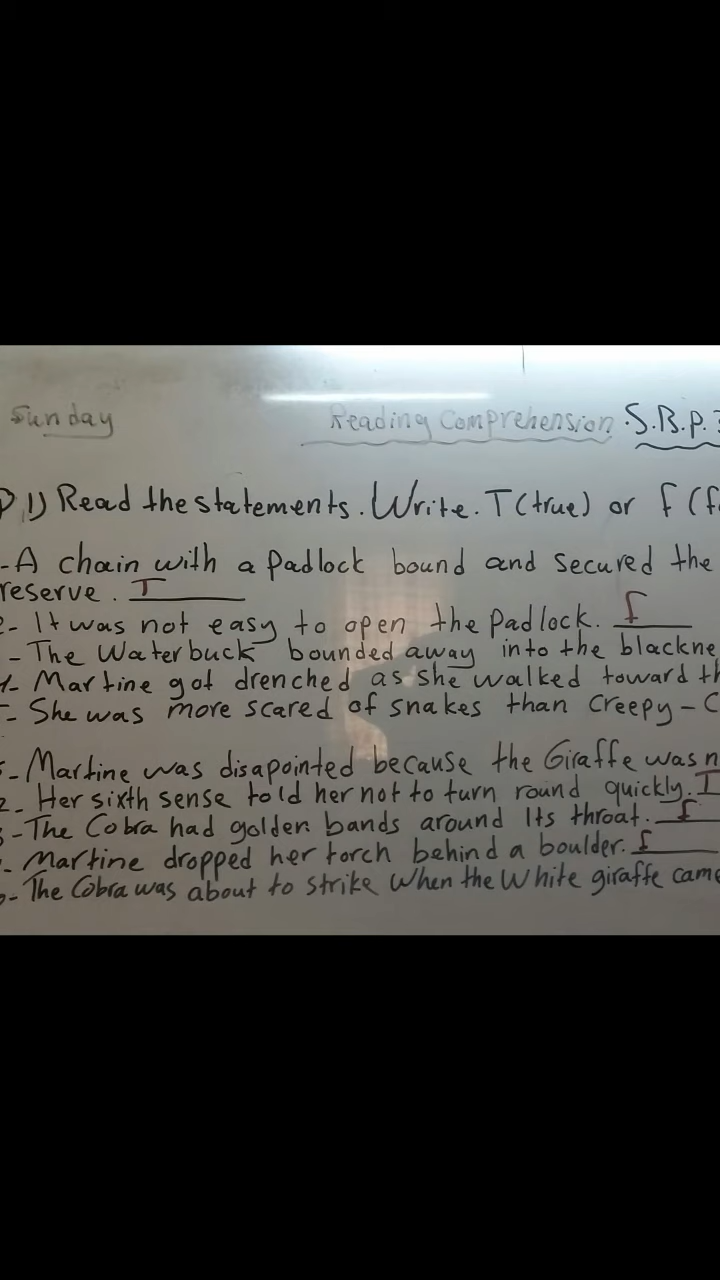 Sunday Reading Comprehension. S.B.P.
1) Read the statements. Write. T(true) or f (f
- A chain with a Padlock bound and secured the
reserve. T
- It was not easy to open the Padlock. f
- The Waterbuck bounded away into the blackne
- Martine got drenched as she walked toward th
- She was more scared of snakes than Creepy - C
- Martine was disapointed because the Giraffe was n
2- Her sixth sense told her not to turn round quickly. T
- The Cobra had golden bands around Its throat. f
- Martine dropped her torch behind a boulder. f
- The Cobra was about to strike When the White giraffe came